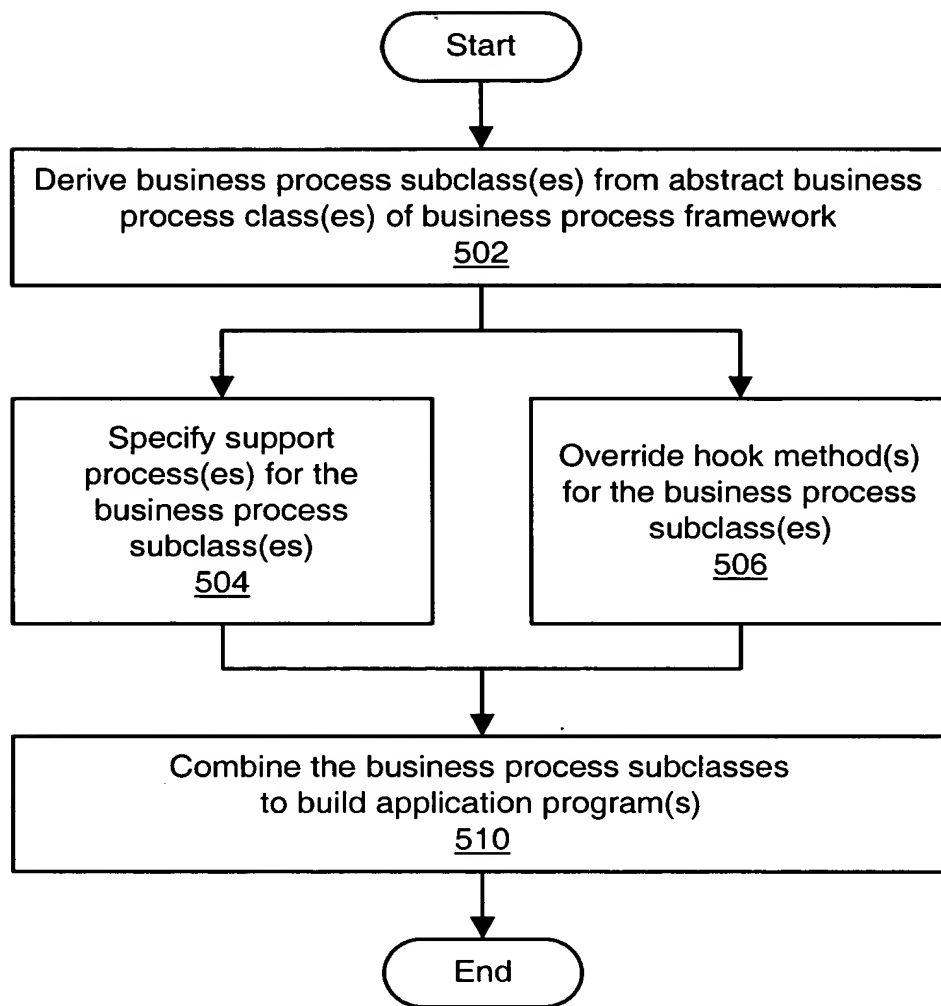 Start
Derive business process subclass(es) from abstract business
process class(es) of business process framework
502
Specify support
process(es) for the
business process
subclass(es)
504
Override hook method(s)
for the business process
subclass(es)
506
Combine the business process subclasses
to build application program(s)
510
End